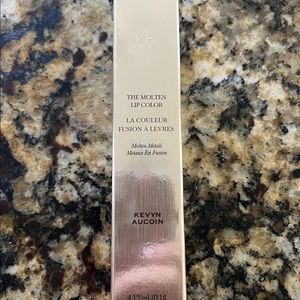 THE MOLTEN
LIP COLOR
LA COULEUR
FUSION À LÈVRES
Molten Metals
Métaux En Fusion
KEVYN
AUCOIN